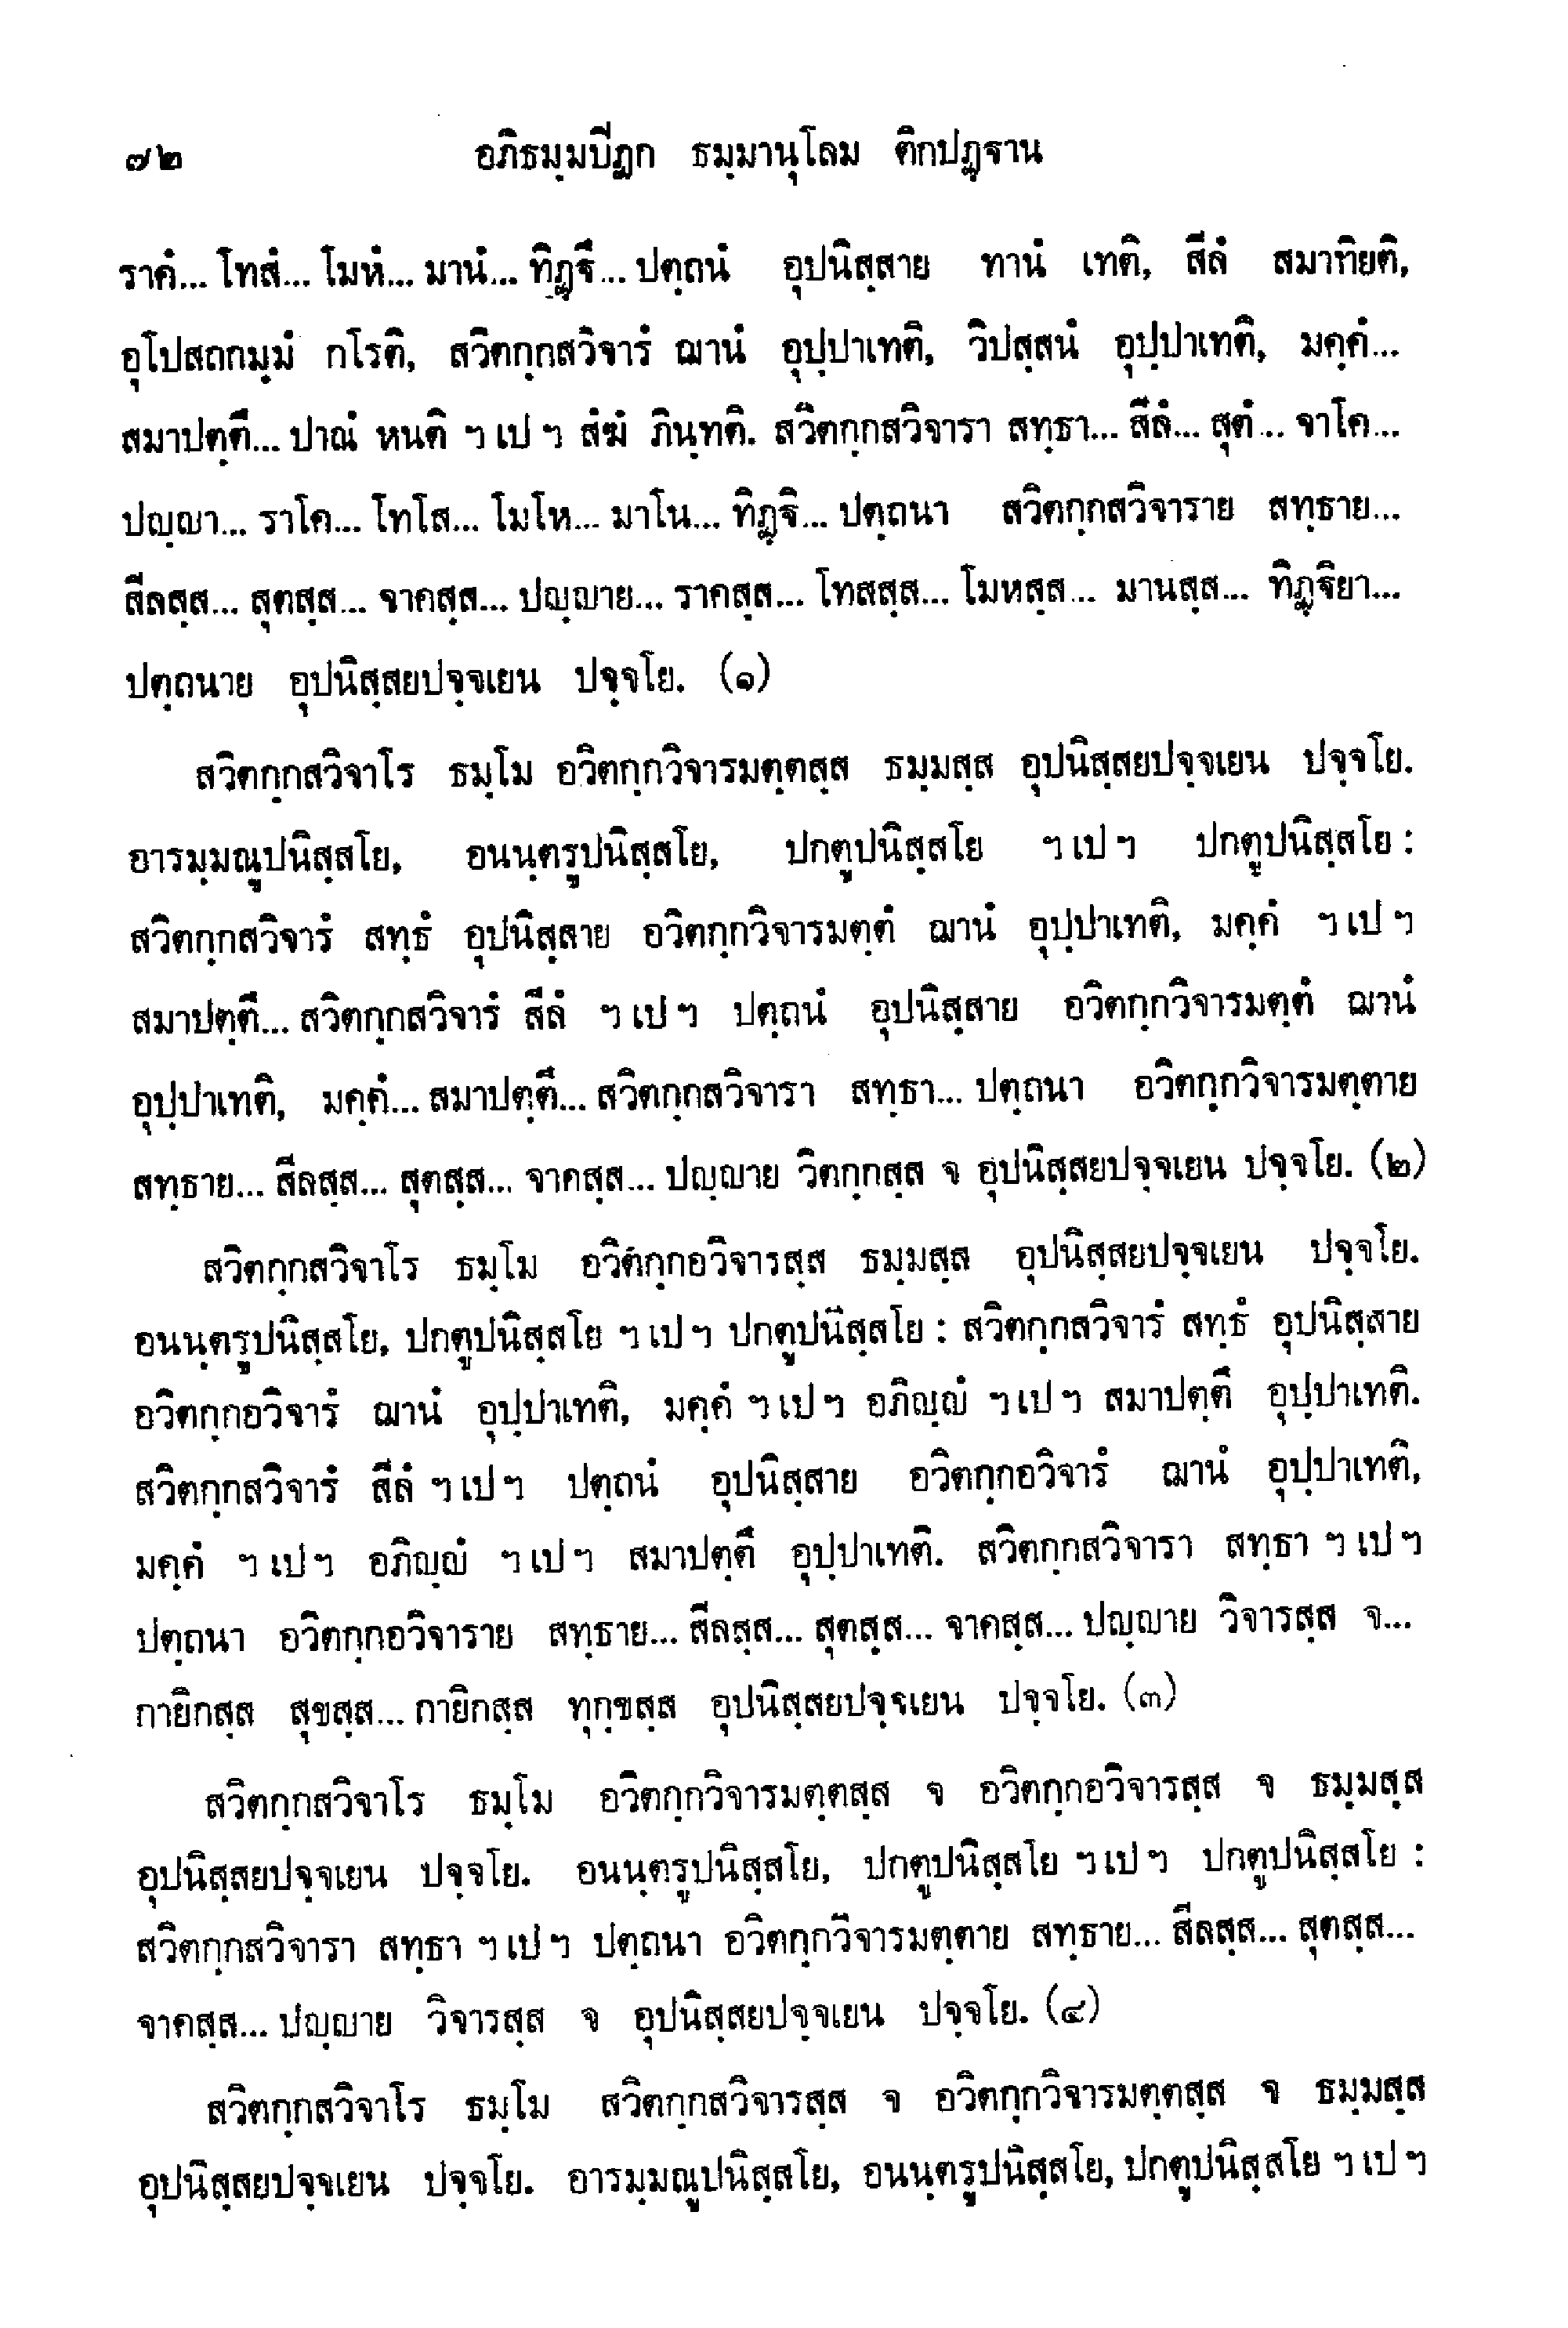 ๗๒ อภิธมฺมปีฏก ธมฺมานุโลม ติกปฏฺฐาน
ราคํ... โทสํ... โมหํ... มานํ... ทิฏฺฐึ... ปตฺถนํ อุปนิสฺสาย ทานํ เทติ, สีลํ สมาทิยติ,
อุโปสถกมฺมํ กโรติ, สวิตกฺกสวิจารํ ฌานํ อุปฺปาเทติ, วิปสฺสนํ อุปฺปาเทติ, มคฺคํ...
สมาปตฺตึ... ปาณํ หนติ ฯ เป ฯ สํฆํ ภินฺทติ. สวิตกฺกสวิจารา สทฺธา... สีลํ... สุตํ... จาโค...
ปญฺญา... ราโค... โทโส... โมโห... มาโน... ทิฏฺฐิ... ปตฺถนา สวิตกฺกสวิจาราย สทฺธาย...
สีลสฺส... สุตสฺส... จาคสฺส... ปญฺญาย... ราคสฺส... โทสสฺส... โมหสฺส... มานสฺส... ทิฏฺฐิยา...
ปตฺถนาย อุปนิสฺสยปจฺจเยน ปจฺจโย. (๑)
สวิตกฺกสวิจาโร ธมฺโม อวิตกฺกวิจารมตฺตสฺส ธมฺมสฺส อุปนิสฺสยปจฺจเยน ปจฺจโย.
อารมฺมณูปนิสฺสโย, อนนฺตรูปนิสฺสโย, ปกตูปนิสฺสโย ฯ เป ฯ ปกตูปนิสฺสโย :
สวิตกฺกสวิจารํ สทฺธํ อุปนิสฺสาย อวิตกฺกวิจารมตฺตํ ฌานํ อุปฺปาเทติ, มคฺคํ ฯ เป ฯ
สมาปตฺตึ... สวิตกฺกสวิจารํ สีลํ ฯ เป ฯ ปตฺถนํ อุปนิสฺสาย อวิตกฺกวิจารมตฺตํ ฌานํ
อุปฺปาเทติ, มคฺคํ... สมาปตฺตึ... สวิตกฺกสวิจารา สทฺธา... ปตฺถนา อวิตกฺกวิจารมตฺตาย
สทฺธาย... สีลสฺส... สุตสฺส... จาคสฺส... ปญฺญาย วิตกฺกสฺส จ อุปนิสฺสยปจฺจเยน ปจฺจโย. (๒)
สวิตกฺกสวิจาโร ธมฺโม อวิตกฺกอวิจารสฺส ธมฺมสฺส อุปนิสฺสยปจฺจเยน ปจฺจโย.
อนนฺตรูปนิสฺสโย, ปกตูปนิสฺสโย ฯ เป ฯ ปกตูปนิสฺสโย : สวิตกฺกสวิจารํ สทฺธํ อุปนิสฺสาย
อวิตกฺกอวิจารํ ฌานํ อุปฺปาเทติ, มคฺคํ ฯ เป ฯ อภิญฺญํ ฯ เป ฯ สมาปตฺตึ อุปฺปาเทติ.
สวิตกฺกสวิจารํ สีลํ ฯ เป ฯ ปตฺถนํ อุปนิสฺสาย อวิตกฺกอวิจารํ ฌานํ อุปฺปาเทติ,
มคฺคํ ฯ เป ฯ อภิญฺญํ ฯ เป ฯ สมาปตฺตึ อุปฺปาเทติ. สวิตกฺกสวิจารา สทฺธา ฯ เป ฯ
ปตฺถนา อวิตกฺกอวิจาราย สทฺธาย... สีลสฺส... สุตสฺส... จาคสฺส... ปญฺญาย วิจารสฺส จ...
กายิกสฺส สุขสฺส... กายิกสฺส ทุกฺขสฺส อุปนิสฺสยปจฺจเยน ปจฺจโย. (๓)
สวิตกฺกสวิจาโร ธมฺโม อวิตกฺกวิจารมตฺตสฺส จ อวิตกฺกอวิจารสฺส จ ธมฺมสฺส
อุปนิสฺสยปจฺจเยน ปจฺจโย. อนนฺตรูปนิสฺสโย, ปกตูปนิสฺสโย ฯ เป ฯ ปกตูปนิสฺสโย :
สวิตกฺกสวิจารา สทฺธา ฯ เป ฯ ปตฺถนา อวิตกฺกวิจารมตฺตาย สทฺธาย... สีลสฺส... สุตสฺส...
จาคสฺส... ปญฺญาย วิจารสฺส จ อุปนิสฺสยปจฺจเยน ปจฺจโย. (๔)
สวิตกฺกสวิจาโร ธมฺโม สวิตกฺกสวิจารสฺส จ อวิตกฺกวิจารมตฺตสฺส จ ธมฺมสฺส
อุปนิสฺสยปจฺจเยน ปจฺจโย. อารมฺมณูปนิสฺสโย, อนนฺตรูปนิสฺสโย, ปกตูปนิสฺสโย ฯ เป ฯ